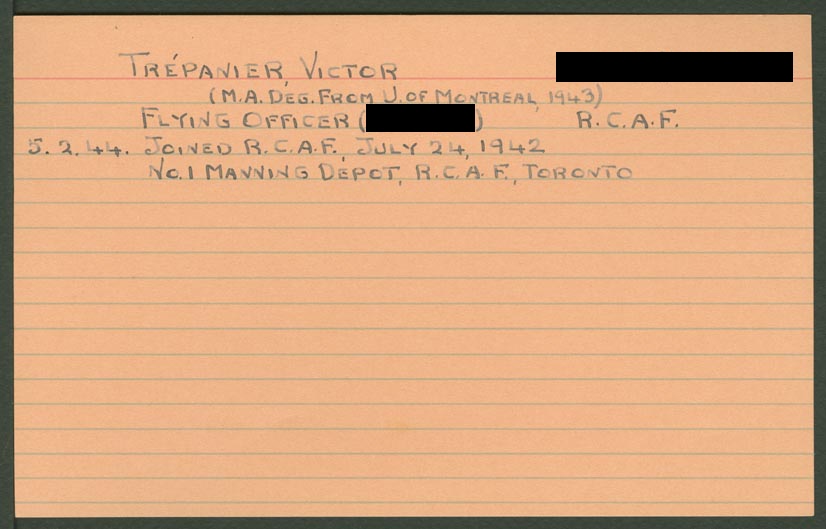 TRÉPANIER, VICTOR
(M.A. DEG. FROM U. OF MONTREAL, 1943)
FLYING OFFICER ( ) R.C.A.F.
5.2.44. JOINED R.C.A.F., JULY 24, 1942
NO.1 MANNING DEPOT, R.C.A.F., TORONTO